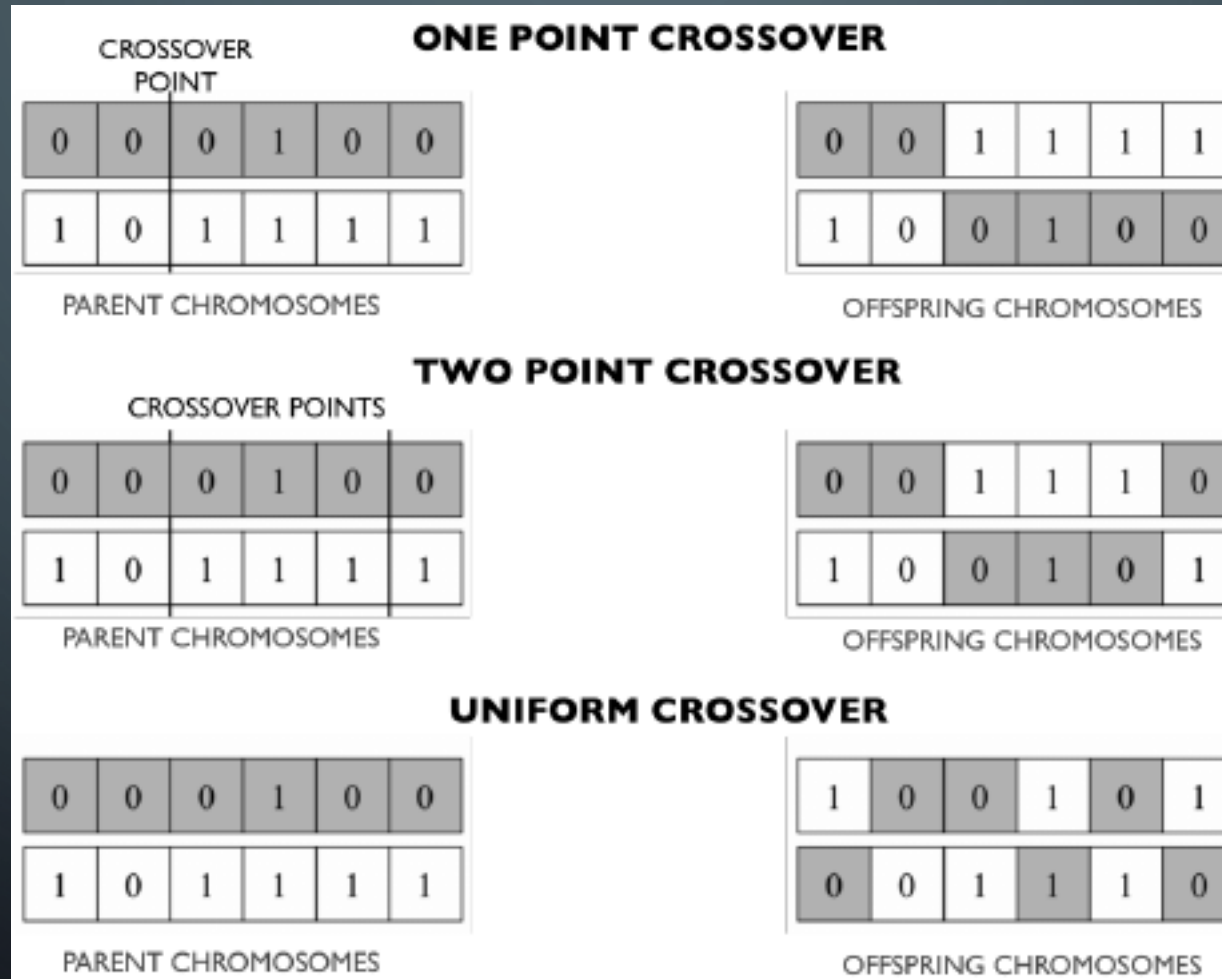 ONE POINT CROSSOVER
CROSSOVER
POINT
0 0 0 1 0 0
1 0 1 1 1 1
PARENT CHROMOSOMES
0 0 1 1 1 1
1 0 0 1 0 0
OFFSPRING CHROMOSOMES
TWO POINT CROSSOVER
CROSSOVER POINTS
0 0 0 1 0 0
1 0 1 1 1 1
PARENT CHROMOSOMES
0 0 1 1 1 0
1 0 0 1 0 1
OFFSPRING CHROMOSOMES
UNIFORM CROSSOVER
0 0 0 1 0 0
1 0 1 1 1 1
PARENT CHROMOSOMES
1 0 0 1 0 1
0 0 1 1 1 0
OFFSPRING CHROMOSOMES